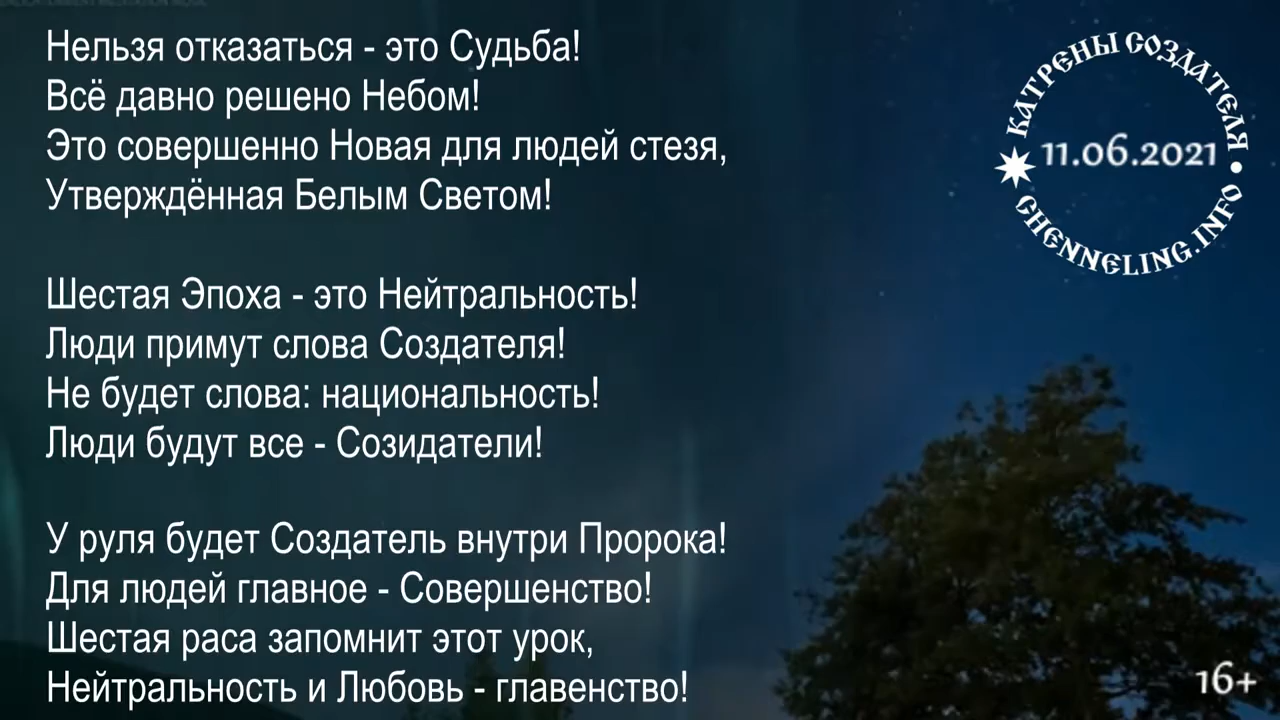 Нельзя отказаться - это Судьба!
Всё давно решено Небом!
Это совершенно Новая для людей стезя,
Утверждённая Белым Светом!
Шестая Эпоха - это Нейтральность!
Люди примут слова Создателя!
Не будет слова: национальность!
Люди будут все - Созидатели!
У руля будет Создатель внутри Пророка!
Для людей главное - Совершенство!
Шестая раса запомнит этот урок,
Нейтральность и Любовь - главенство!
КАТРЕНЫ СОЗДАТЕЛЯ
11.06.2021
CHENNELING.INFO
16+